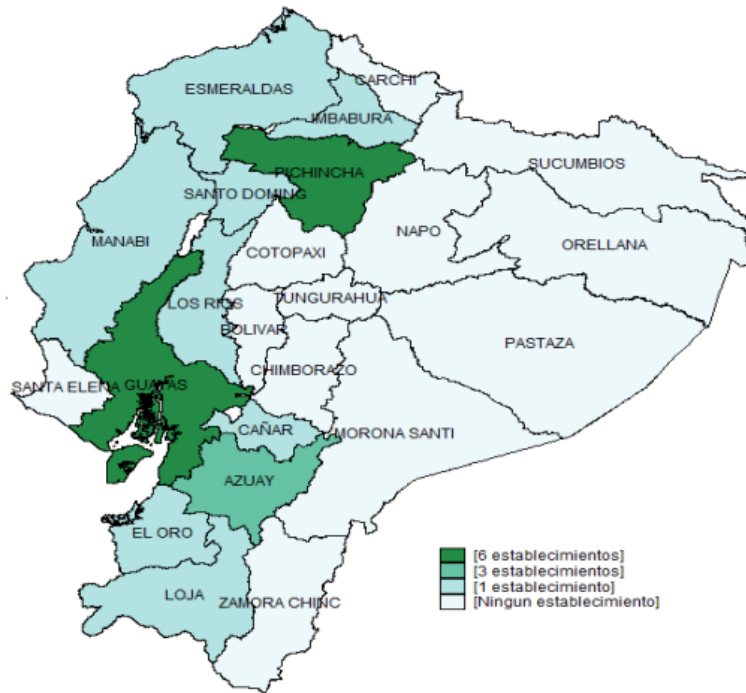 CARCHI
ESMERALDAS
IMBABURA
SUCUMBIOS
PICHINCHA
SANTO DOMING
NAPO
MANABI
ORELLANA
COTOPAXI
TUNGURAHUA
LOS RIOS
BOLIVAR
PASTAZA
CHIMBORAZO
SANTA ELENA
GUAYAS
CAÑAR
MORONA SANTI
AZUAY
EL ORO
LOJA
ZAMORA CHINC
[6 establecimientos]
[3 establecimientos]
[1 establecimiento]
[Ningun establecimiento]